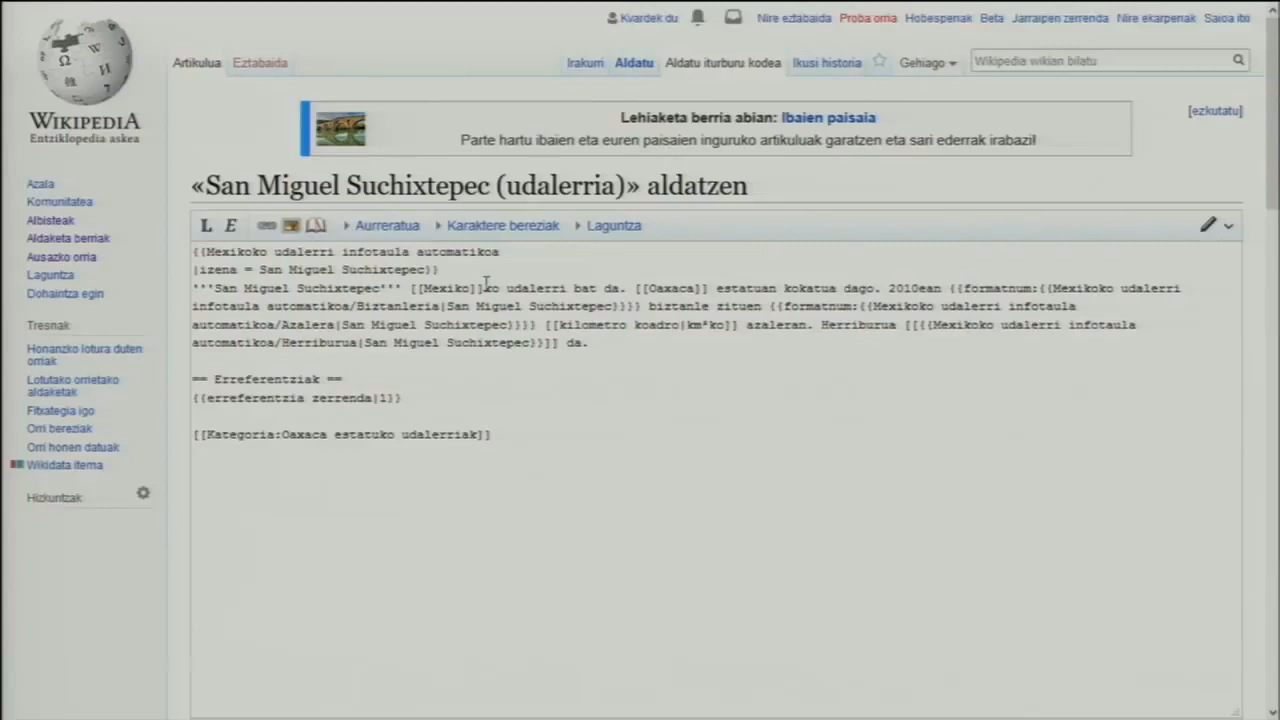 Kvardek du Nire eztabaida Proba orria Hobespenak Beta Jarraipen zerrenda Nire ekarpenak Saioa itxi
Artikulua Eztabaida Irakurri Aldatu Aldatu iturburu kodea Ikusi historia Gehiago Wikipedia wikian bilatu
WIKIPEDIA
Entziklopedia askea
Lehiaketa berria abian: Ibaien paisaia
[ezkutatu]
Parte hartu ibaien eta euren paisaien inguruko artikuluak garatzen eta sari ederrak irabazi!
«San Miguel Suchixtepec (udalerria)» aldatzen
Azala
Komunitatea
Albisteak
Aldaketa berriak
Ausazko orria
Laguntza
Dohaintza egin
Tresnak
Honanzko lotura duten
orriak
Lotutako orrietako
aldaketak
Fitxategia igo
Orri bereziak
Orri honen datuak
Wikidata itema
Hizkuntzak
L E Aurreratua Karaktere bereziak Laguntza
{{Mexikoko udalerri infotaula automatikoa
|izena = San Miguel Suchixtepec}}
'''San Miguel Suchixtepec''' [[Mexiko]]ko udalerri bat da. [[Oaxaca]] estatuan kokatua dago. 2010ean {{formatnum:{{Mexikoko udalerri
infotaula automatikoa/Biztanleria|San Miguel Suchixtepec}}}} biztanle zituen {{formatnum:{{Mexikoko udalerri infotaula
automatikoa/Azalera|San Miguel Suchixtepec}}}} [[kilometro koadro|km²ko]] azaleran. Herriburua [[{{Mexikoko udalerri infotaula
automatikoa/Herriburua|San Miguel Suchixtepec}}]] da.
== Erreferentziak ==
{{erreferentzia zerrenda|1}}
[[Kategoria:Oaxaca estatuko udalerriak]]